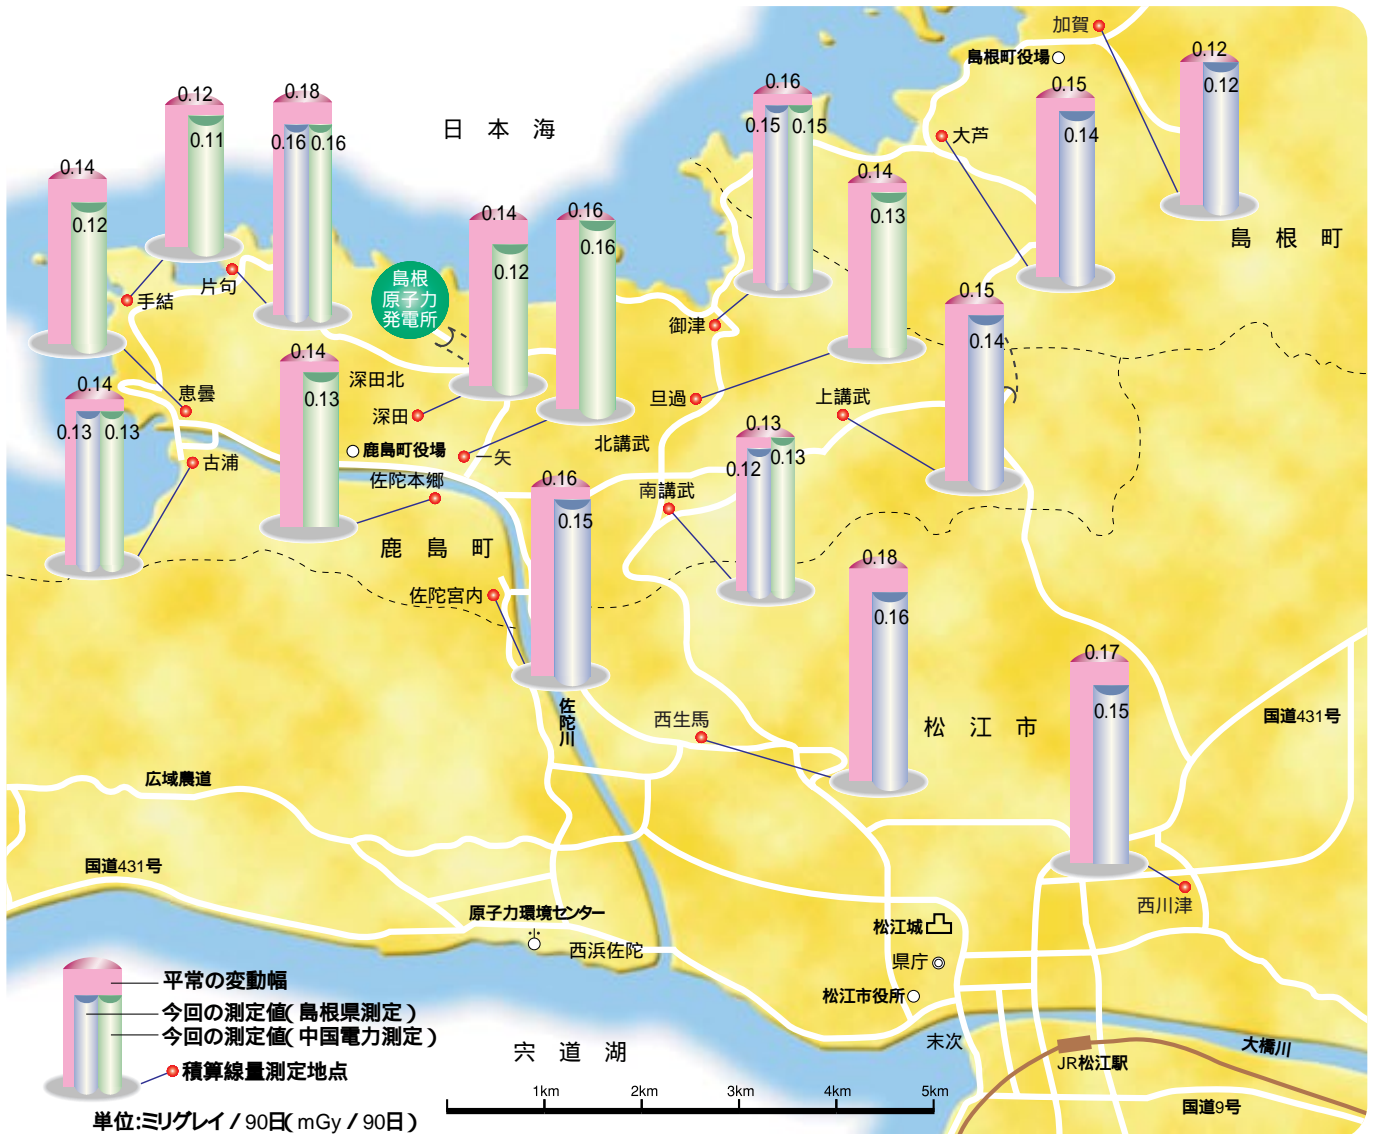 加賀
島根町役場
0.12
0.12
0.15
0.14
大芦
0.16
0.15
0.15
0.12
0.11
0.18
0.16
0.16
日本海
0.14
0.12
0.14
0.13
0.14
0.12
0.16
0.16
島根町
島根
原子力
発電所
片句
手結
御津
0.15
0.14
0.14
0.13
深田北
深田
旦過
上講武
恵曇
0.14
0.13
0.13
鹿島町役場
一矢
北講武
古浦
佐陀本郷
0.13
0.12
0.13
南講武
0.16
0.15
鹿島町
佐陀宮内
0.18
0.16
0.17
0.15
佐陀川
西生馬
松江市
国道431号
広域農道
国道431号
西川津
原子力環境センター
西浜佐陀
松江城
県庁
松江市役所
末次
大橋川
JR松江駅
国道9号
宍道湖
平常の変動幅
今回の測定値(島根県測定)
今回の測定値(中国電力測定)
積算線量測定地点
単位:ミリグレイ/90日(mGy/90日)
1km
2km
3km
4km
5km